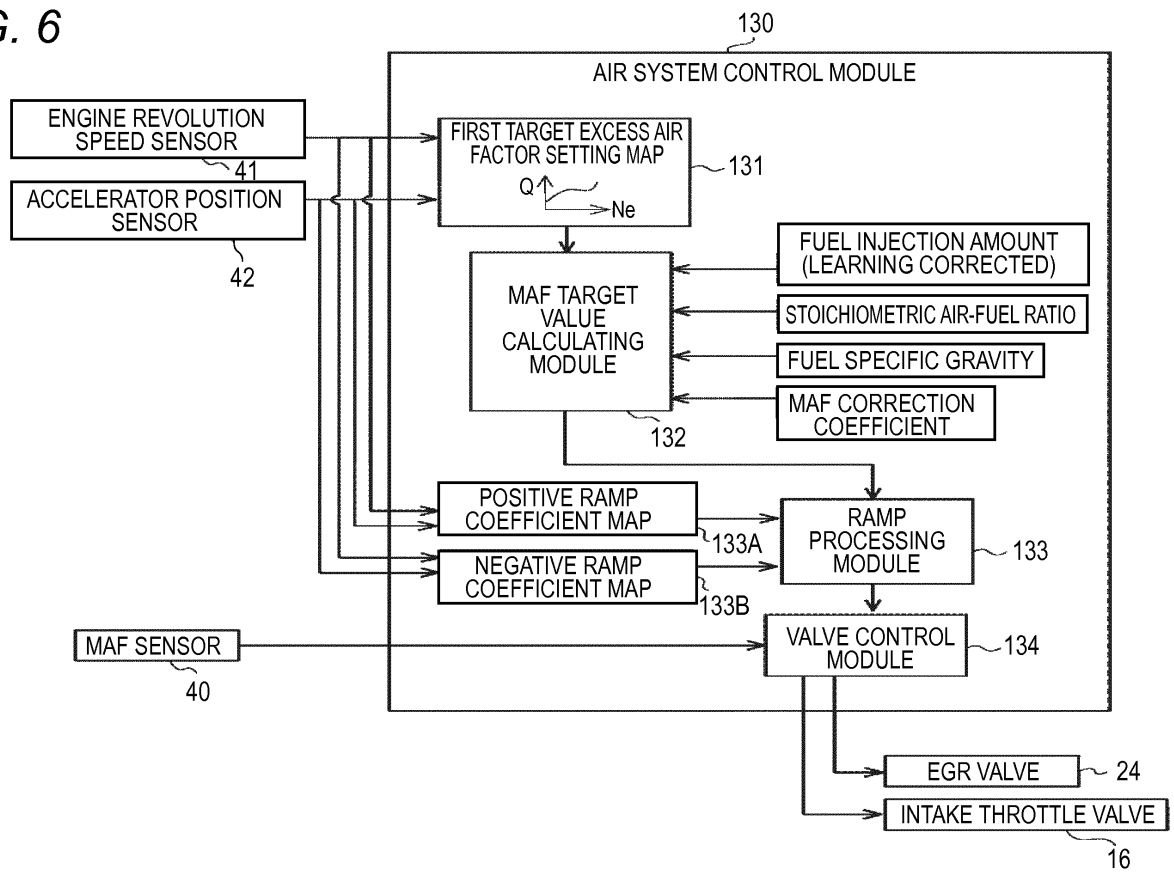 G. 6
130
AIR SYSTEM CONTROL MODULE
ENGINE REVOLUTION
SPEED SENSOR
41
ACCELERATOR POSITION
SENSOR
42
FIRST TARGET EXCESS AIR
FACTOR SETTING MAP
Q
Ne
131
MAF TARGET
VALUE
CALCULATING
MODULE
132
FUEL INJECTION AMOUNT
(LEARNING CORRECTED)
STOICHIOMETRIC AIR-FUEL RATIO
FUEL SPECIFIC GRAVITY
MAF CORRECTION
COEFFICIENT
POSITIVE RAMP
COEFFICIENT MAP
133A
NEGATIVE RAMP
COEFFICIENT MAP
133B
RAMP
PROCESSING
MODULE
133
MAF SENSOR
40
VALVE CONTROL
MODULE
134
EGR VALVE
24
INTAKE THROTTLE VALVE
16